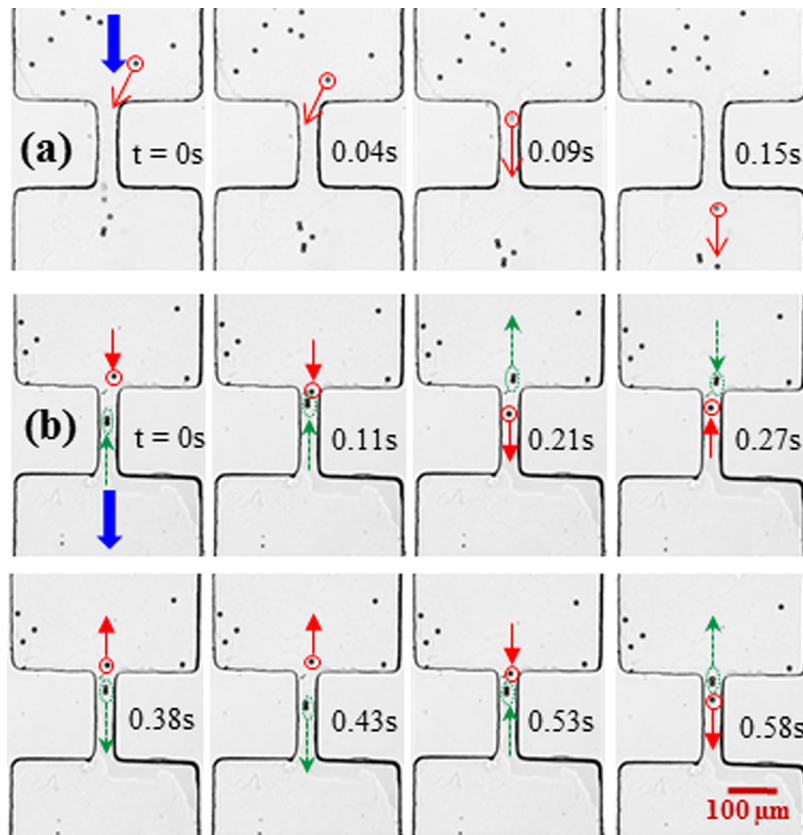 (a)
t = 0s
0.04s
0.09s
0.15s
(b)
t = 0s
0.11s
0.21s
0.27s
0.38s
0.43s
0.53s
0.58s
100 µm